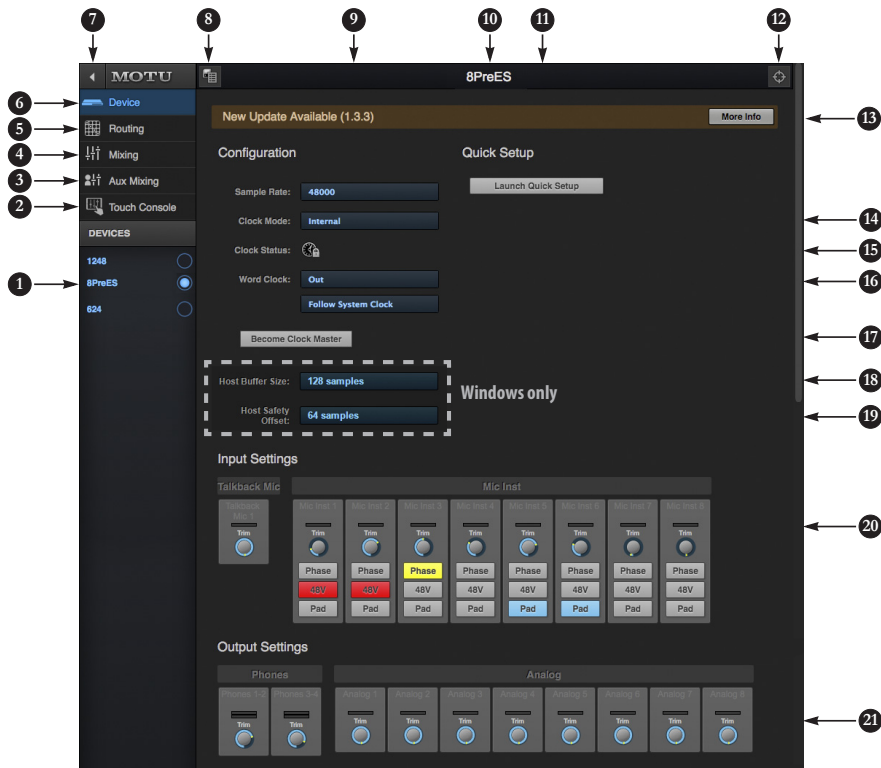 7 8 9 10 11 12
MOTU
8PreES
6 Device
5 Routing
4 Mixing
3 Aux Mixing
2 Touch Console
DEVICES
1248
1 8PreES
624
New Update Available (1.3.3) More Info 13
Configuration
Quick Setup
Launch Quick Setup
Sample Rate: 48000
Clock Mode: Internal 14
Clock Status: 15
Word Clock: Out 16
Follow System Clock
Become Clock Master 17
Host Buffer Size: 128 samples 18
Host Safety Offset: 64 samples 19
Windows only
Input Settings
Talkback Mic
Mic Inst
Talkback Mic 1 Mic Inst 1 Mic Inst 2 Mic Inst 3 Mic Inst 4 Mic Inst 5 Mic Inst 6 Mic Inst 7 Mic Inst 8
20
Trim Trim Trim Trim Trim Trim Trim Trim Trim
Phase Phase Phase Phase Phase Phase Phase Phase
48V 48V 48V 48V 48V 48V 48V 48V
Pad Pad Pad Pad Pad Pad Pad Pad
Output Settings
Phones
Analog
Phones 1-2 Phones 3-4 Analog 1 Analog 2 Analog 3 Analog 4 Analog 5 Analog 6 Analog 7 Analog 8
Trim Trim Trim Trim Trim Trim Trim Trim Trim Trim
21